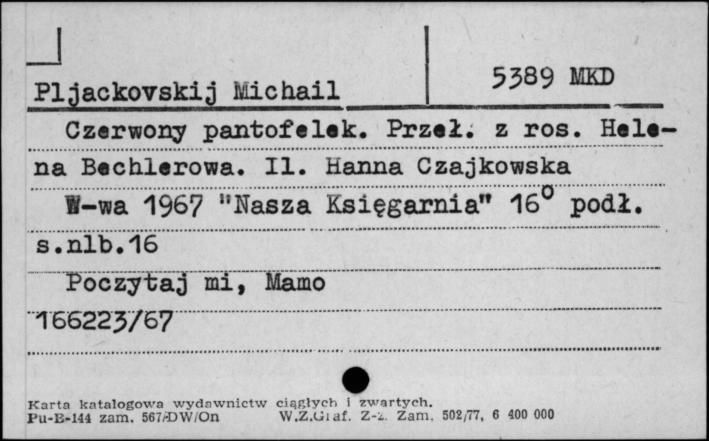 Pljackovskij Michail 5389 MKD
Czerwony pantofelek. Przeł. z ros. Hele-
na Bechlerowa. Il. Hanna Czajkowska
W-wa 1967 "Nasza Księgarnia" 16° podł.
s.nlb.16
Poczytaj mi, Mamo
166223/67
Karta katalogowa wydawnictw ciągłych i zwartych.
Pu-B-144 zam. 567/DW/On W.Z.Graf. Z-z. Zam. 502/77, 6 400 000